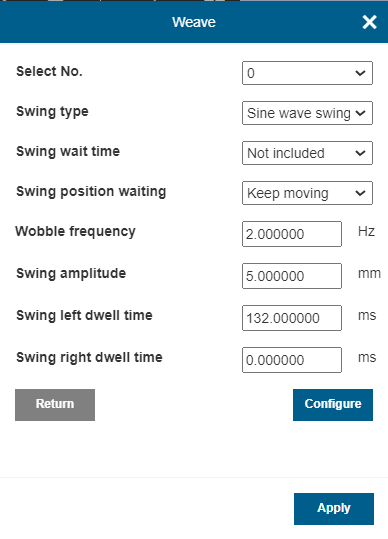 Weave
Select No. 0
Swing type Sine wave swing
Swing wait time Not included
Swing position waiting Keep moving
Wobble frequency 2.000000 Hz
Swing amplitude 5.000000 mm
Swing left dwell time 132.000000 ms
Swing right dwell time 0.000000 ms
Return Configure
Apply